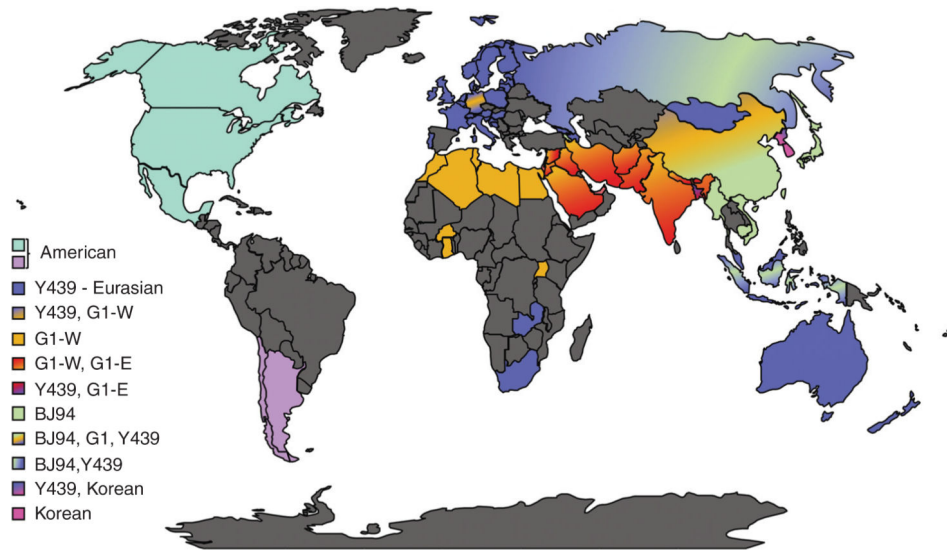 American
Y439 - Eurasian
Y439, G1-W
G1-W
G1-W, G1-E
Y439, G1-E
BJ94
BJ94, G1, Y439
BJ94,Y439
Y439, Korean
Korean